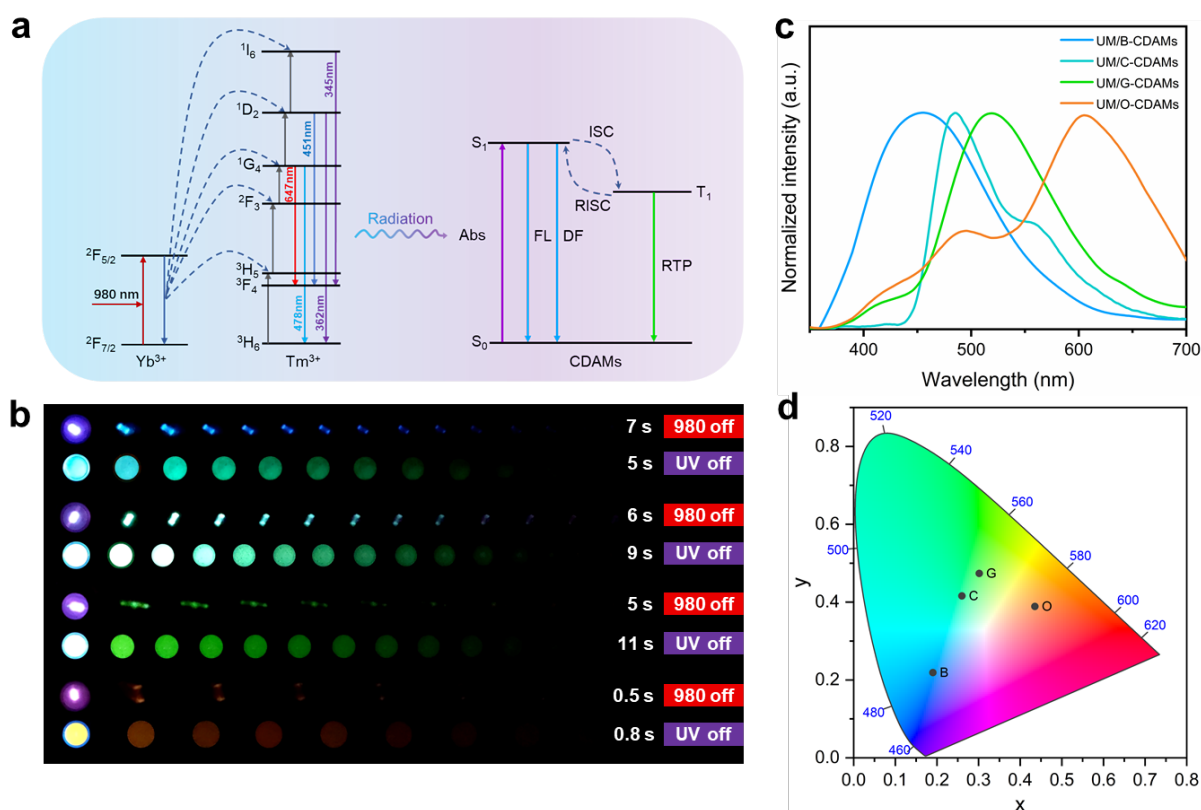 a
¹I₆
¹D₂
¹G₄
²F₃
³H₅
³F₄
³H₆
Tm³⁺
345nm
451nm
647nm
478nm
362nm
²F₅/₂
980 nm
²F₇/₂
Yb³⁺
Radiation
S₁
ISC
RISC
T₁
Abs
FL
DF
RTP
S₀
CDAMs
b
7 s 980 off
5 s UV off
6 s 980 off
9 s UV off
5 s 980 off
11 s UV off
0.5 s 980 off
0.8 s UV off
c
UM/B-CDAMs
UM/C-CDAMs
UM/G-CDAMs
UM/O-CDAMs
Normalized intensity (a.u.)
400 500 600 700
Wavelength (nm)
d
520
540
560
580
600
620
500
480
460
G
C
O
B
0.8
0.6
0.4
0.2
0.0
y
0.0 0.1 0.2 0.3 0.4 0.5 0.6 0.7 0.8
x